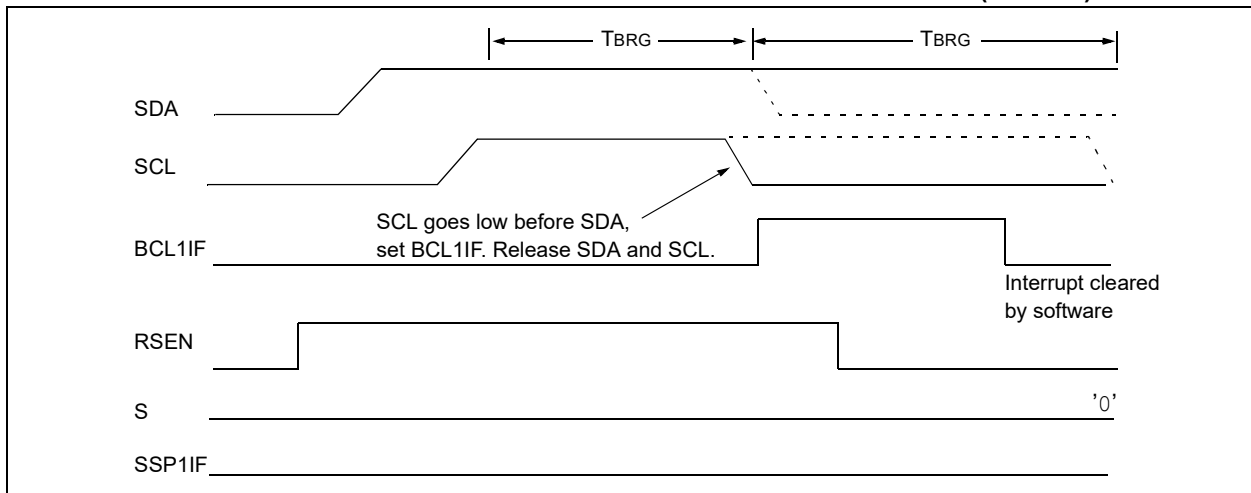 TBRG TBRG
SDA
SCL
SCL goes low before SDA,
set BCL1IF. Release SDA and SCL.
BCL1IF
Interrupt cleared
by software
RSEN
S '0'
SSP1IF